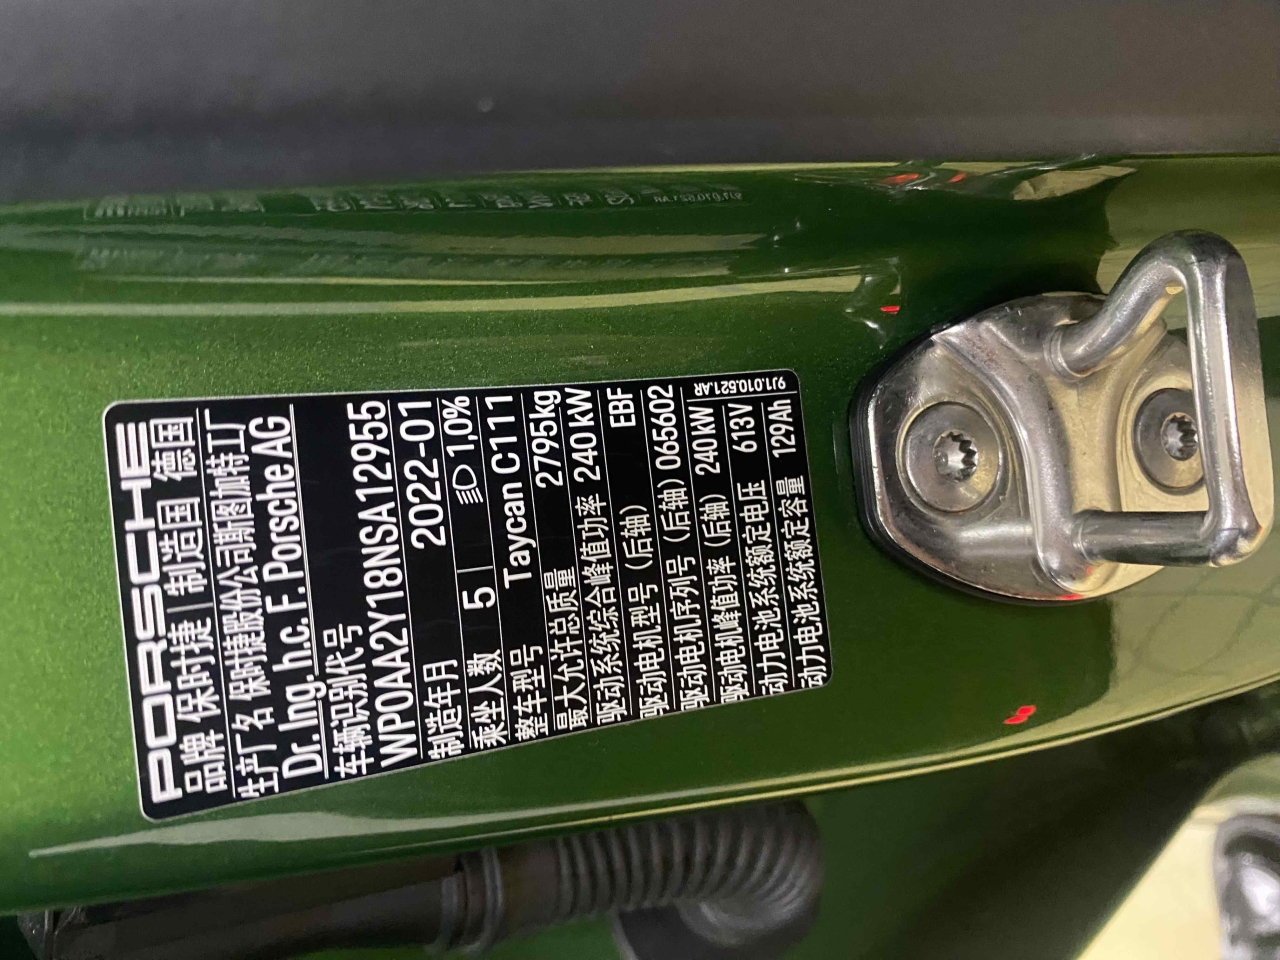 PORSCHE
品牌 保时捷 | 制造国 德国
生产厂名 保时捷股份公司斯图加特工厂
Dr. Ing. h.c. F. Porsche AG
车辆识别代号
WP0AA2Y18NSA12955
制造年月 2022-01
乘坐人数 5 | 1,0%
整车型号 Taycan C111
最大允许总质量 2795kg
驱动系统综合峰值功率 240kW
驱动电机型号 (后轴) EBF
驱动电机序列号 (后轴) 065602
驱动电机峰值功率 (后轴) 240kW
动力电池系统额定电压 613V
动力电池系统额定容量 129Ah
9J1.010.521.AR